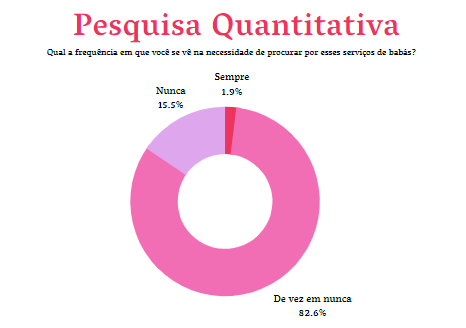 Pesquisa Quantitativa
Qual a frequência em que você se vê na necessidade de procurar por esses serviços de babás?
Sempre
1.9%
Nunca
15.5%
De vez em nunca
82.6%